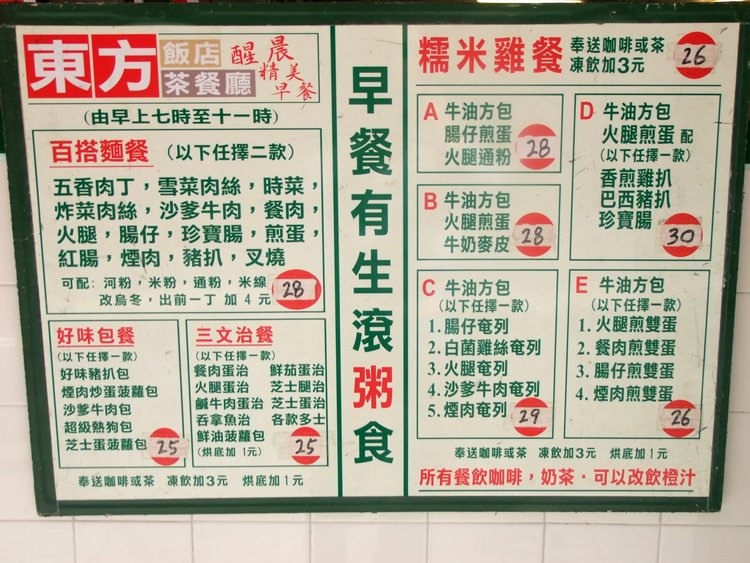 東方 飯店 茶餐廳
醒晨
精美
早餐
(由早上七時至十一時)
百搭麵餐 (以下任擇二款)
五香肉丁，雪菜肉絲，時菜，
炸菜肉絲，沙爹牛肉，餐肉，
火腿，腸仔，珍寶腸，煎蛋，
紅腸，煙肉，豬扒，叉燒
可配：河粉，米粉，通粉，米線
改烏冬，出前一丁 加4元
28
好味包餐
(以下任擇一款)
好味豬扒包
煙肉炒蛋菠蘿包
沙爹牛肉包
超級熱狗包
芝士蛋菠蘿包 25
三文治餐
(以下任擇一款)
餐肉蛋治 鮮茄蛋治
火腿蛋治 芝士腿治
鹹牛肉蛋治 芝士蛋治
吞拿魚治 各款多士
鮮油菠蘿包
(烘底加1元) 25
奉送咖啡或茶 凍飲加3元 烘底加1元
早餐有生滾粥食
糯米雞餐 奉送咖啡或茶
凍飲加3元 26
A 牛油方包
腸仔煎蛋
火腿通粉 28
B 牛油方包
火腿煎蛋
牛奶麥皮 28
C 牛油方包
(以下任擇一款)
1.腸仔奄列
2.白菌雞絲奄列
3.火腿奄列
4.沙爹牛肉奄列
5.煙肉奄列 29
D 牛油方包
火腿煎蛋 配
(以下任擇一款)
香煎雞扒
巴西豬扒
珍寶腸 30
E 牛油方包
(以下任擇一款)
1.火腿煎雙蛋
2.餐肉煎雙蛋
3.腸仔煎雙蛋
4.煙肉煎雙蛋
26
奉送咖啡或茶 凍飲加3元 烘底加1元
所有餐飲咖啡，奶茶．可以改飲橙汁